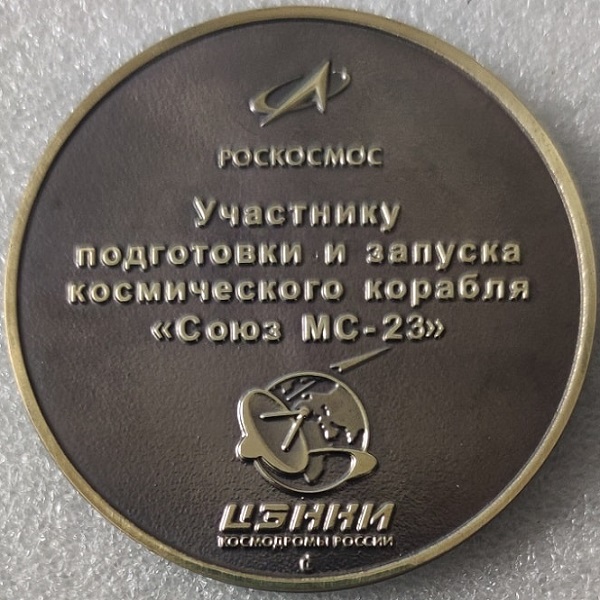 РОСКОСМОС
Участнику
подготовки и запуска
космического корабля
«Союз МС-23»
ЦЭНКИ
КОСМОДРОМЫ РОССИИ